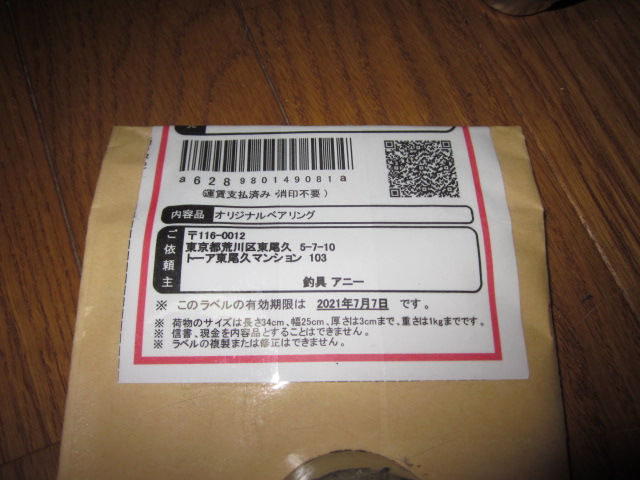 a628980149081a
(運賃支払済み・消印不要)
内容品 オリジナルベアリング
ご依頼主
〒116-0012
東京都荒川区東尾久 5-7-10
トーア東尾久マンション 103
釣具 アニー
※ このラベルの有効期限は 2021年7月7日 です。
※ 荷物のサイズは長さ34cm、幅25cm、厚さは3cmまで、重さは1kgまでです。
※ 信書、現金を内容品とすることはできません。
※ ラベルの複製または修正はできません。